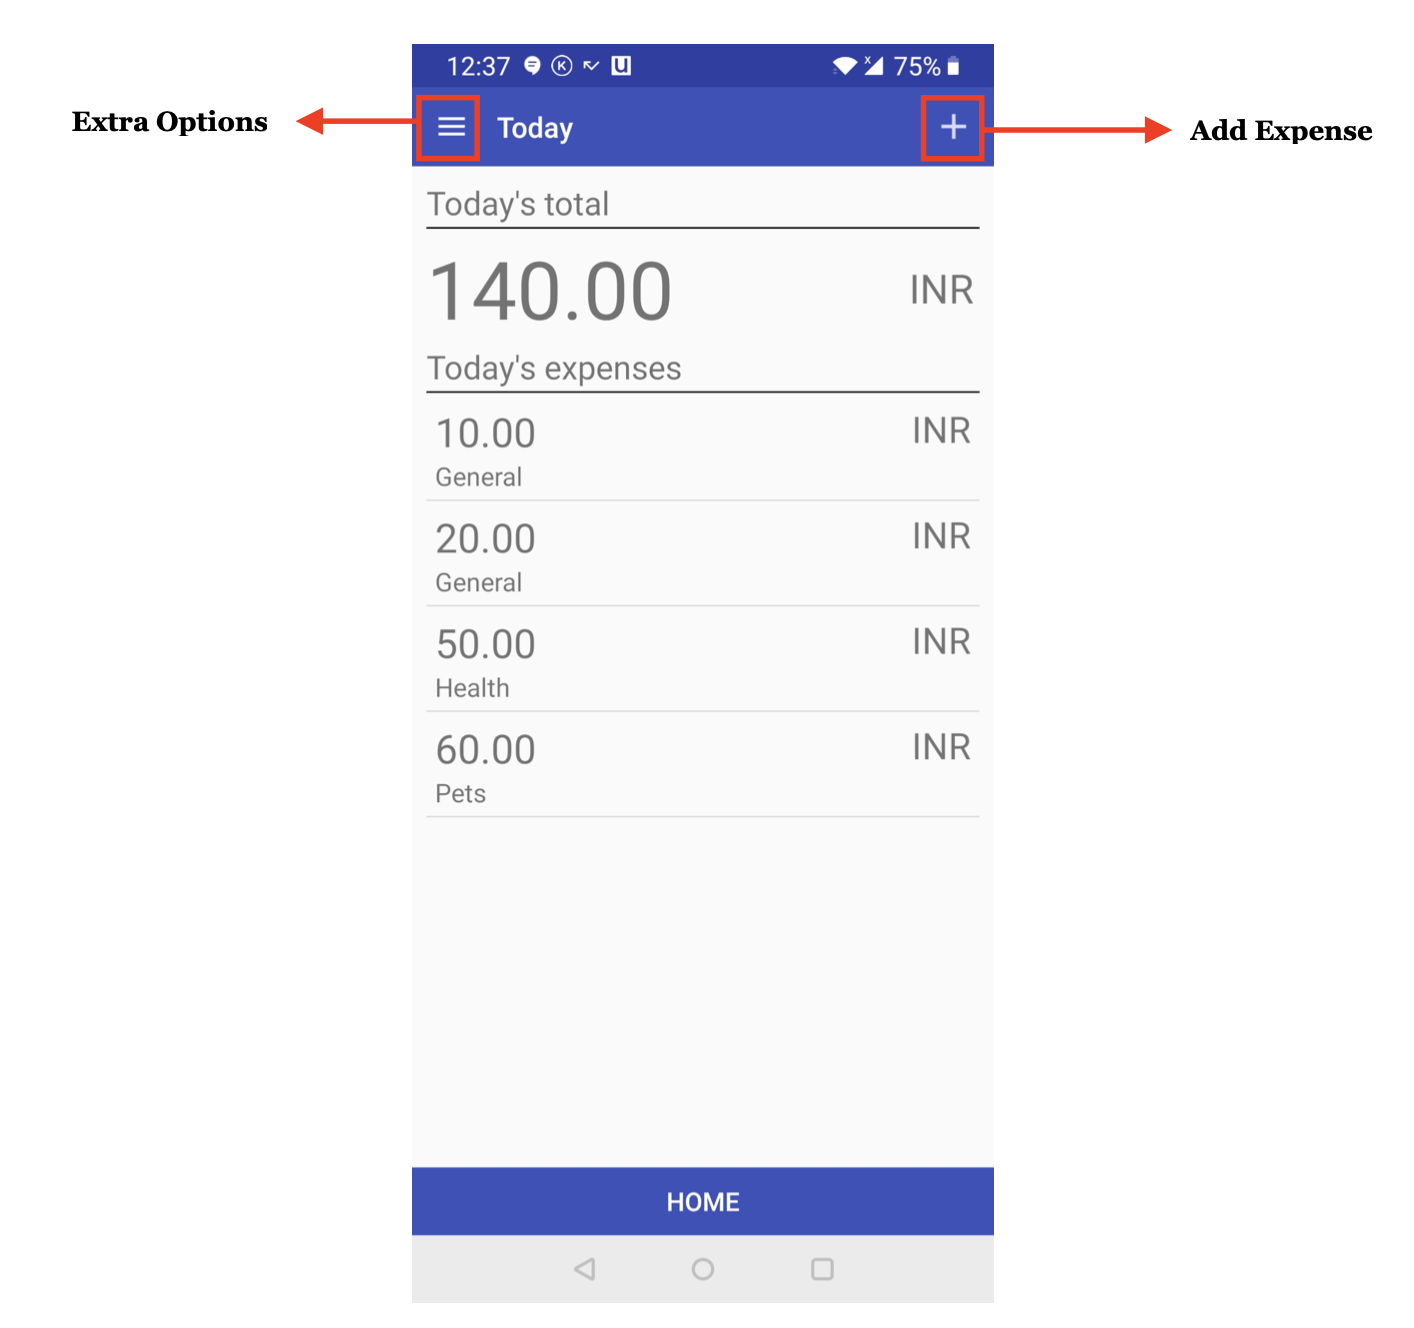 12:37 K u x 75%
Extra Options
Today
+
Add Expense
Today's total
140.00 INR
Today's expenses
10.00 INR
General
20.00 INR
General
50.00 INR
Health
60.00 INR
Pets
HOME